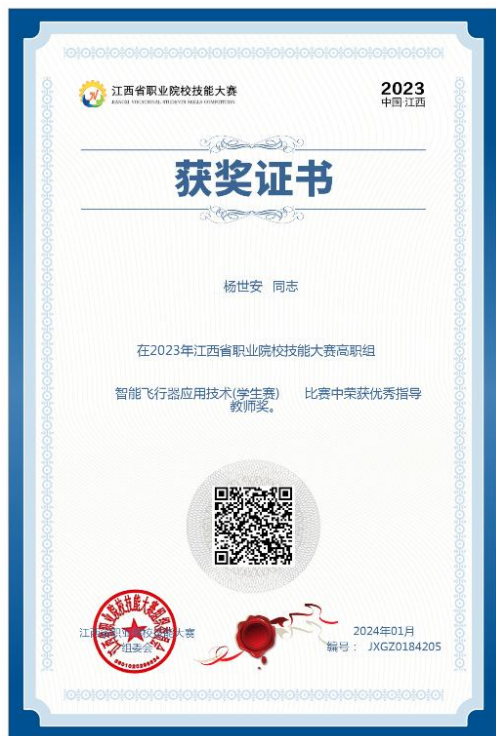 江西省职业院校技能大赛
2023
中国·江西
获奖证书
杨世安 同志
在2023年江西省职业院校技能大赛高职组
智能飞行器应用技术(学生赛) 比赛中荣获优秀指导
教师奖。
江西省职业院校技能大赛
组委会
2024年01月
编号： JXGZ0184205